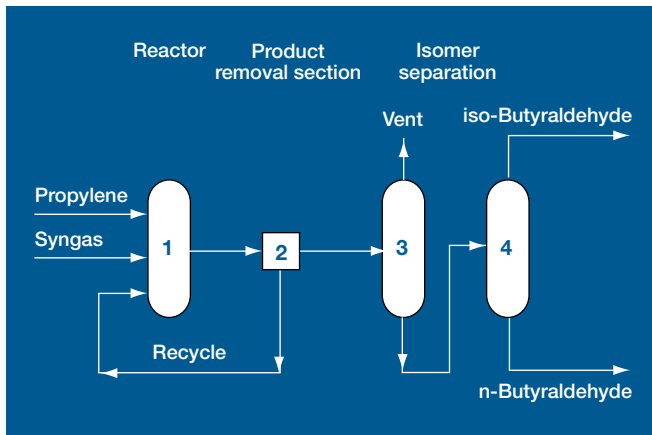 Reactor
Product
removal section
Isomer
separation
Vent
iso-Butyraldehyde
Propylene
Syngas
1
2
3
4
Recycle
n-Butyraldehyde